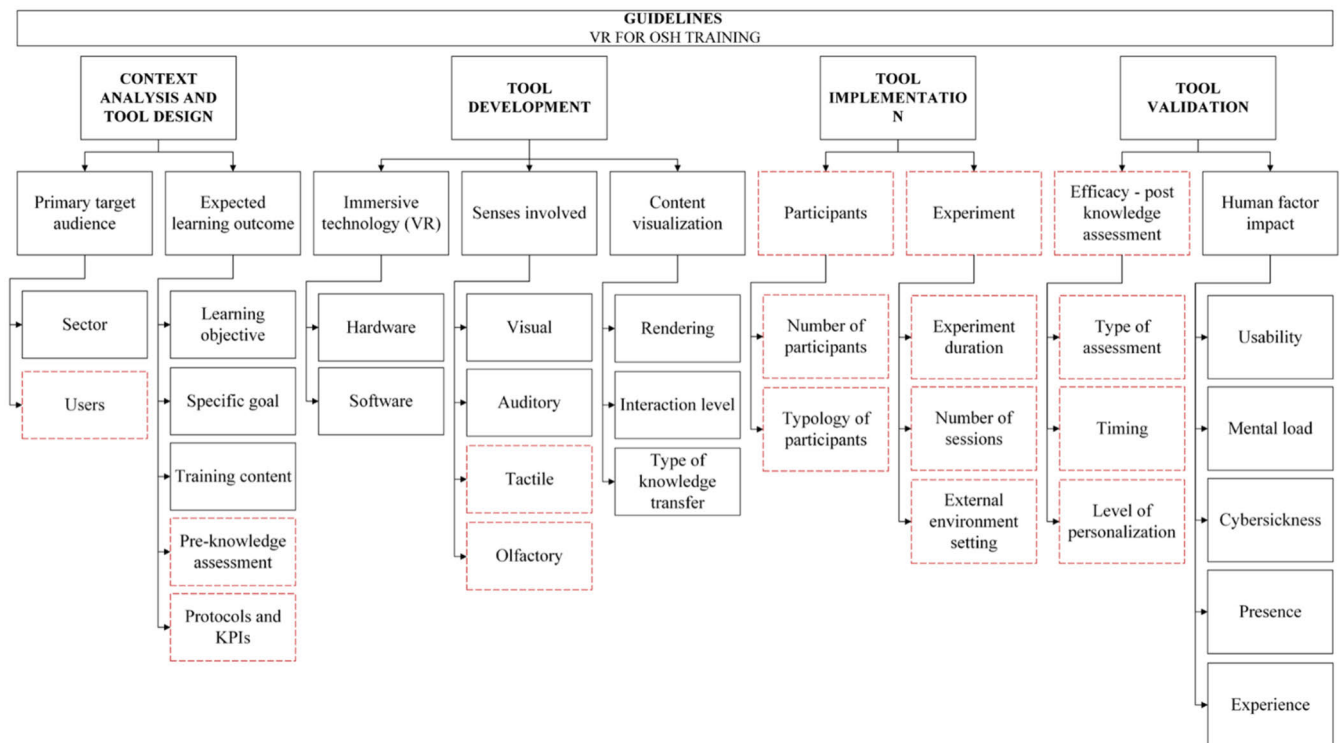 GUIDELINES
VR FOR OSH TRAINING
CONTEXT
ANALYSIS AND
TOOL DESIGN
TOOL
DEVELOPMENT
TOOL
IMPLEMENTATIO
N
TOOL
VALIDATION
Primary target
audience
Expected
learning outcome
Immersive
technology (VR)
Senses involved
Content
visualization
Participants
Experiment
Efficacy - post
knowledge
assessment
Human factor
impact
Sector
Users
Learning
objective
Specific goal
Training content
Pre-knowledge
assessment
Protocols and
KPIs
Hardware
Software
Visual
Auditory
Tactile
Olfactory
Rendering
Interaction level
Type of
knowledge
transfer
Number of
participants
Typology of
participants
Experiment
duration
Number of
sessions
External
environment
setting
Type of
assessment
Timing
Level of
personalization
Usability
Mental load
Cybersickness
Presence
Experience